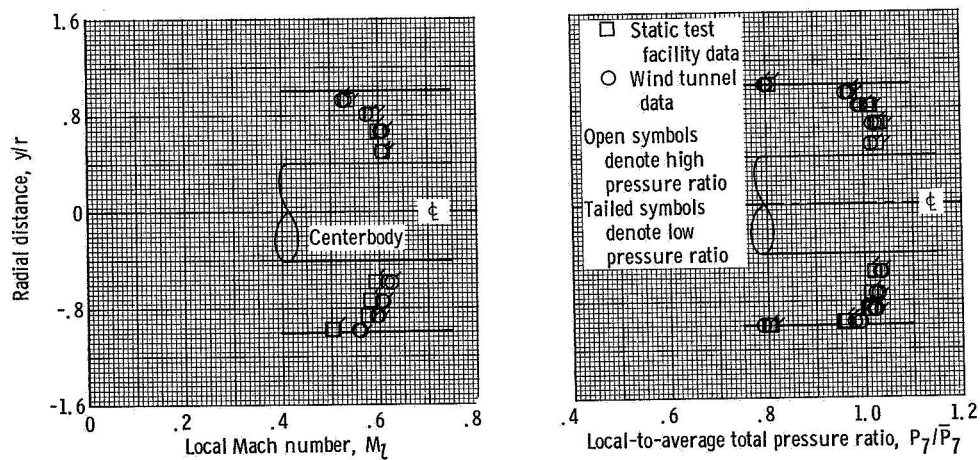 1.6
.8
0
-.8
-1.6
Radial distance, y/r
Centerbody
℄
0
.2
.4
.6
.8
Local Mach number, Ml
Static test
facility data
Wind tunnel
data
Open symbols
denote high
pressure ratio
Tailed symbols
denote low
pressure ratio
℄
.4
.6
.8
1.0
1.2
Local-to-average total pressure ratio, P7/P̅7